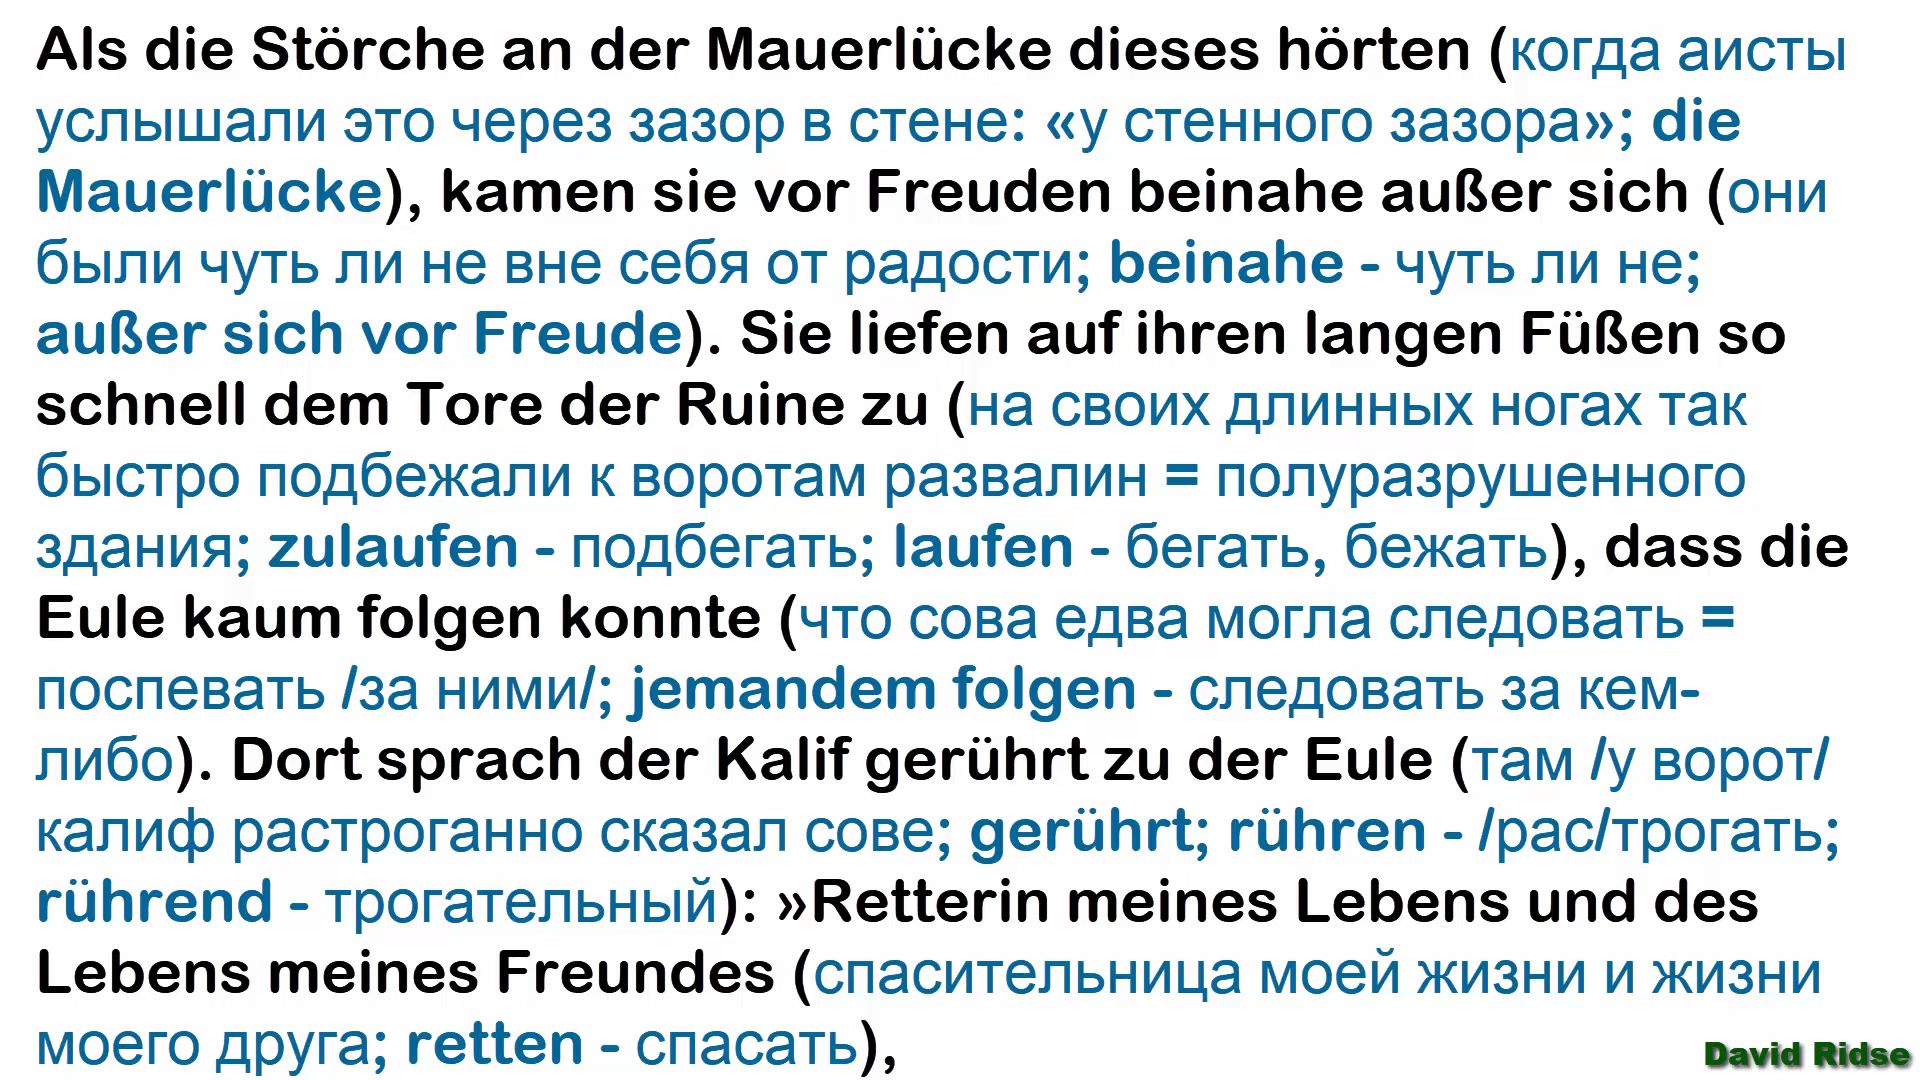 Als die Störche an der Mauerlücke dieses hörten (когда аисты
услышали это через зазор в стене: «у стенного зазора»; die
Mauerlücke), kamen sie vor Freuden beinahe außer sich (они
были чуть ли не вне себя от радости; beinahe - чуть ли не;
außer sich vor Freude). Sie liefen auf ihren langen Füßen so
schnell dem Tore der Ruine zu (на своих длинных ногах так
быстро подбежали к воротам развалин = полуразрушенного
здания; zulaufen - подбегать; laufen - бегать, бежать), dass die
Eule kaum folgen konnte (что сова едва могла следовать =
поспевать /за ними/; jemandem folgen - следовать за кем-
либо). Dort sprach der Kalif gerührt zu der Eule (там /у ворот/
калиф растроганно сказал сове; gerührt; rühren - /рас/трогать;
rührend - трогательный): »Retterin meines Lebens und des
Lebens meines Freundes (спасительница моей жизни и жизни
моего друга; retten - спасать),
David Ridse